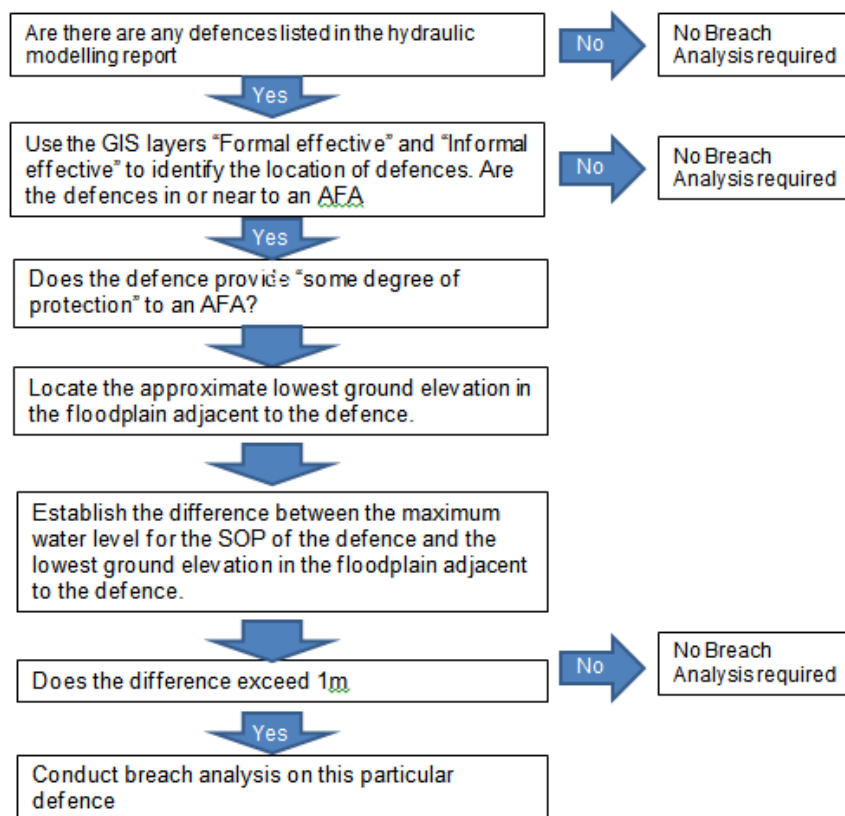 Are there are any defences listed in the hydraulic
modelling report
No
No Breach
Analysis required
Yes
Use the GIS layers “Formal effective” and “Informal
effective” to identify the location of defences. Are
the defences in or near to an AFA
No
No Breach
Analysis required
Yes
Does the defence provide “some degree of
protection” to an AFA?
Locate the approximate lowest ground elevation in
the floodplain adjacent to the defence.
Establish the difference between the maximum
water level for the SOP of the defence and the
lowest ground elevation in the floodplain adjacent
to the defence.
Does the difference exceed 1m
No
No Breach
Analysis required
Yes
Conduct breach analysis on this particular
defence